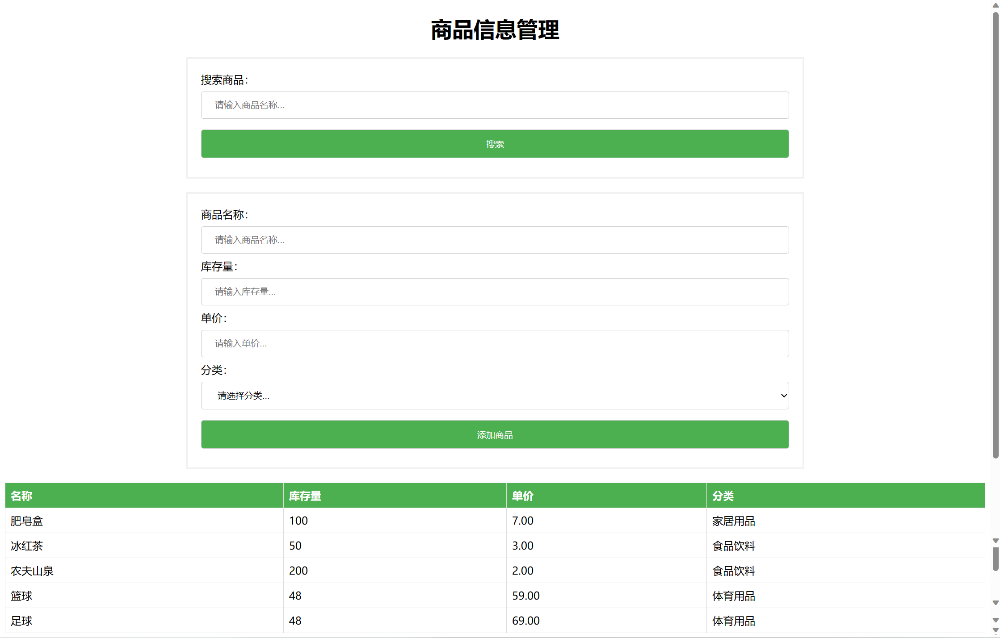 商品信息管理
搜索商品：
请输入商品名称...
搜索
商品名称：
请输入商品名称...
库存量：
请输入库存量...
单价：
请输入单价...
分类：
请选择分类...
添加商品
名称 库存量 单价 分类
肥皂盒 100 7.00 家居用品
冰红茶 50 3.00 食品饮料
农夫山泉 200 2.00 食品饮料
篮球 48 59.00 体育用品
足球 48 69.00 体育用品